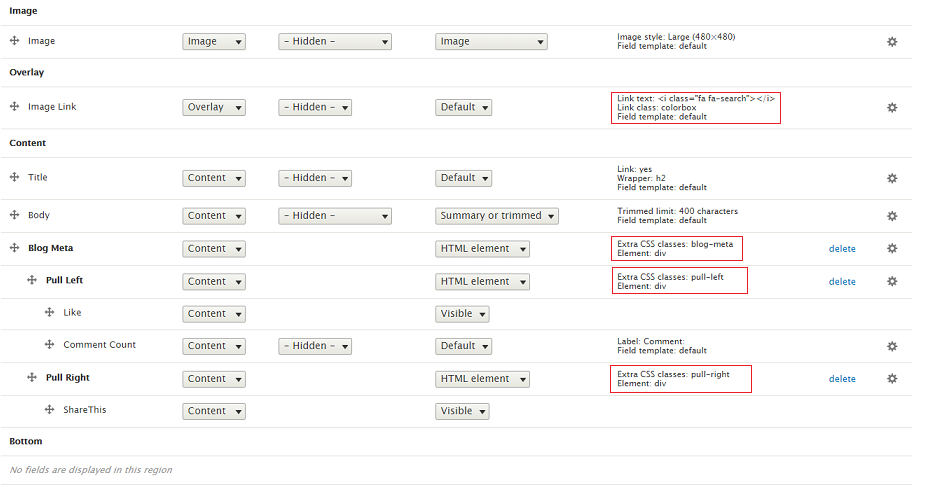 Image
Image Image – Hidden – Image Image style: Large (480×480)
Field template: default
Overlay
Image Link Overlay – Hidden – Default Link text: <i class="fa fa-search"></i>
Link class: colorbox
Field template: default
Content
Title Content – Hidden – Default Link: yes
Wrapper: h2
Field template: default
Body Content – Hidden – Summary or trimmed Trimmed limit: 400 characters
Field template: default
Blog Meta Content HTML element Extra CSS classes: blog-meta delete
Element: div
Pull Left Content HTML element Extra CSS classes: pull-left delete
Element: div
Like Content Visible
Comment Count Content – Hidden – Default Label: Comment:
Field template: default
Pull Right Content HTML element Extra CSS classes: pull-right delete
Element: div
ShareThis Content Visible
Bottom
No fields are displayed in this region